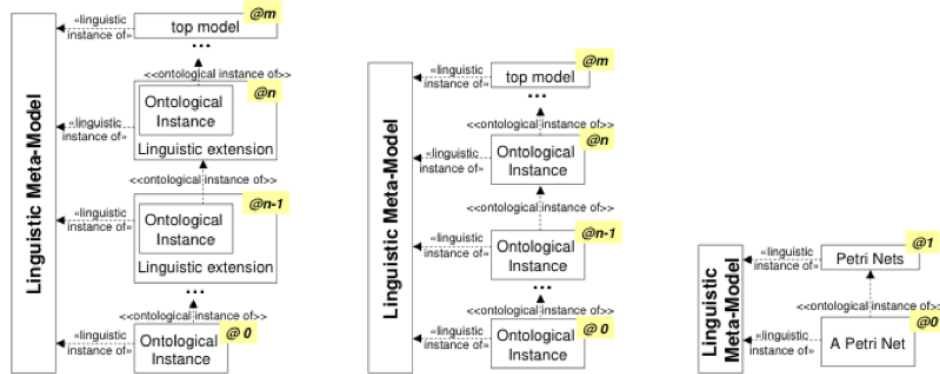 @m
«linguistic
instance of»
top model
...
<<ontological instance of>>
@n
Ontological
Instance
«linguistic
instance of»
Linguistic extension
<<ontological instance of>>
@n-1
Ontological
Instance
«linguistic
instance of»
Linguistic extension
...
<<ontological instance of>>
@ 0
Ontological
Instance
«linguistic
instance of»
Linguistic Meta-Model
@m
«linguistic
instance of»
top model
...
<<ontological instance of>>
@n
Ontological
Instance
«linguistic
instance of»
<<ontological instance of>>
@n-1
Ontological
Instance
«linguistic
instance of»
...
<<ontological instance of>>
@ 0
Ontological
Instance
«linguistic
instance of»
Linguistic Meta-Model
@1
«linguistic
instance of»
Petri Nets
<<ontological instance of>>
@0
«linguistic
instance of»
A Petri Net
Linguistic
Meta-Model